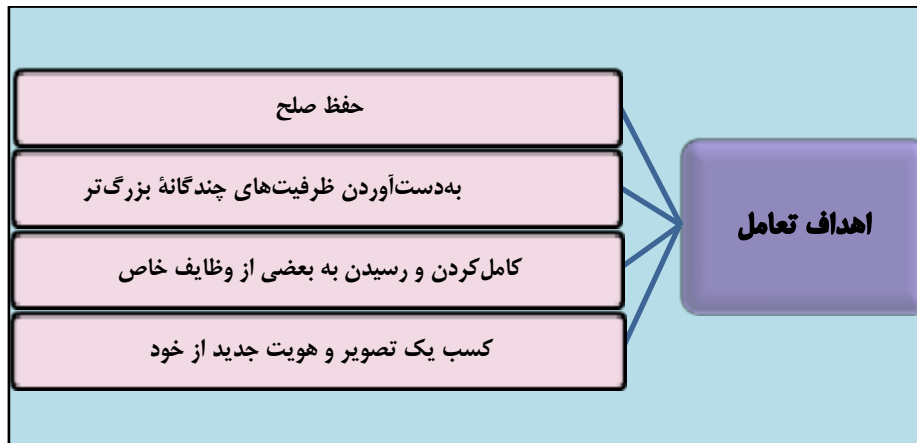 اهداف تعامل
حفظ صلح
به‌دست‌آوردن ظرفیت‌های چندگانهٔ بزرگ‌تر
کامل‌کردن و رسیدن به بعضی از وظایف خاص
کسب یک تصویر و هویت جدید از خود